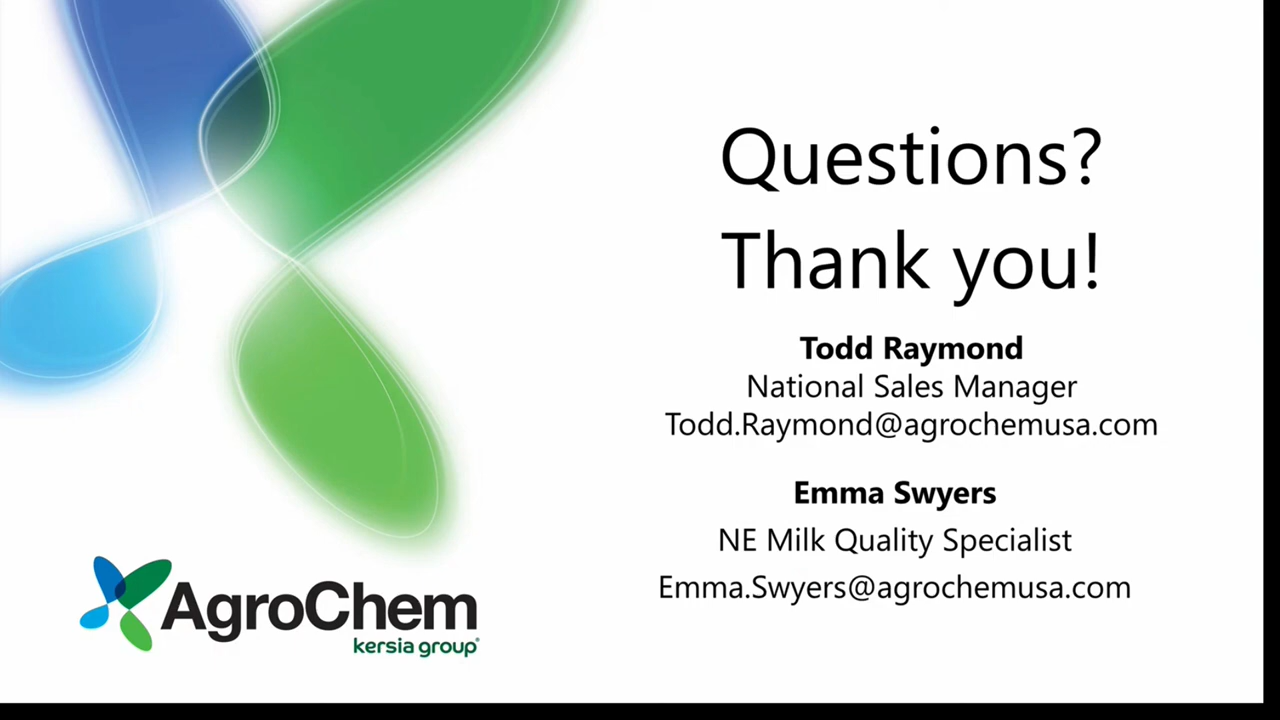 Questions?
Thank you!
Todd Raymond
National Sales Manager
Todd.Raymond@agrochemusa.com
Emma Swyers
NE Milk Quality Specialist
Emma.Swyers@agrochemusa.com
AgroChem
kersia group®